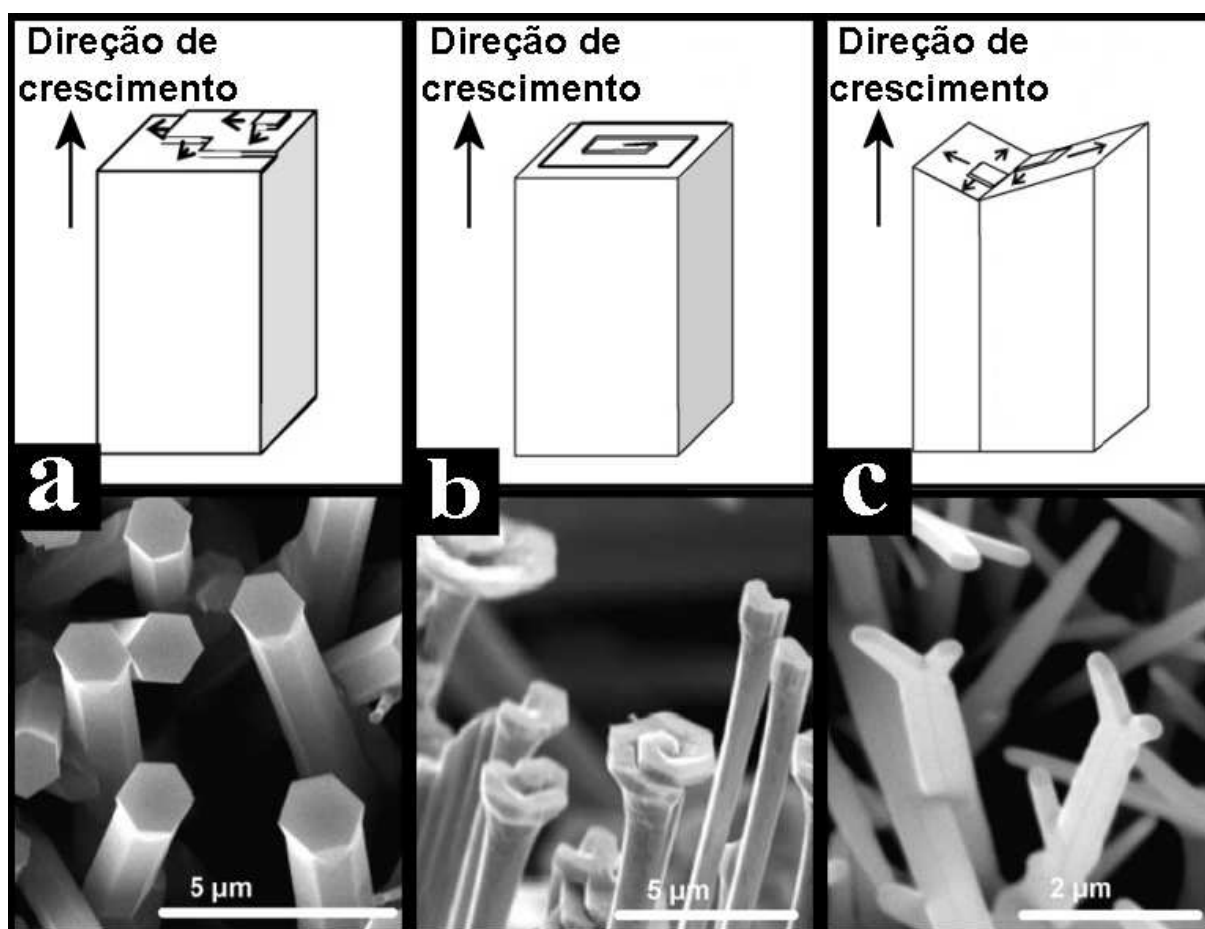 Direção de
crescimento
Direção de
crescimento
Direção de
crescimento
a
b
c
5 µm
5 µm
2 µm